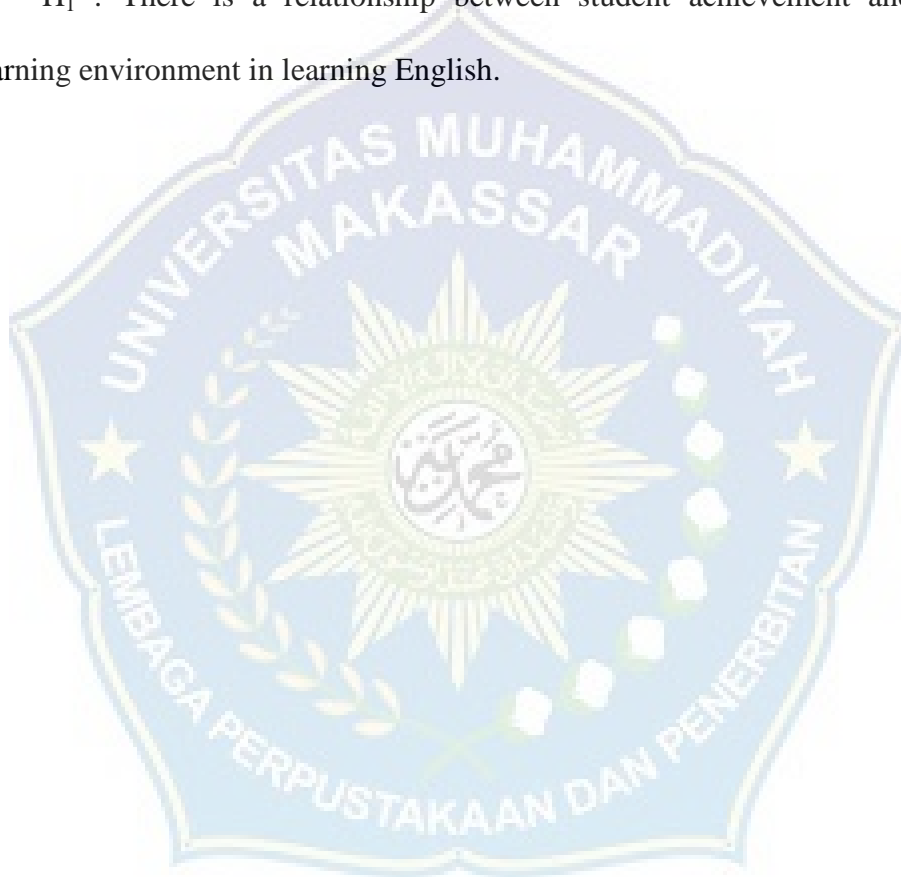 H₁ : There is a relationship between student achievement and
arning environment in learning English.
UNIVERSITAS MUHAMMADIYAH
MAKASSAR
LEMBAGA PERPUSTAKAAN DAN PENERBITAN